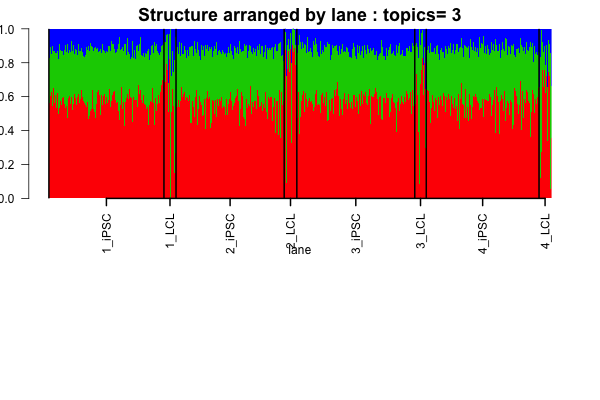 Structure arranged by lane : topics= 3
1.0
0.8
0.6
0.4
0.2
0.0
1_iPSC
1_LCL
2_iPSC
2_LCL
3_iPSC
3_LCL
4_iPSC
4_LCL
lane